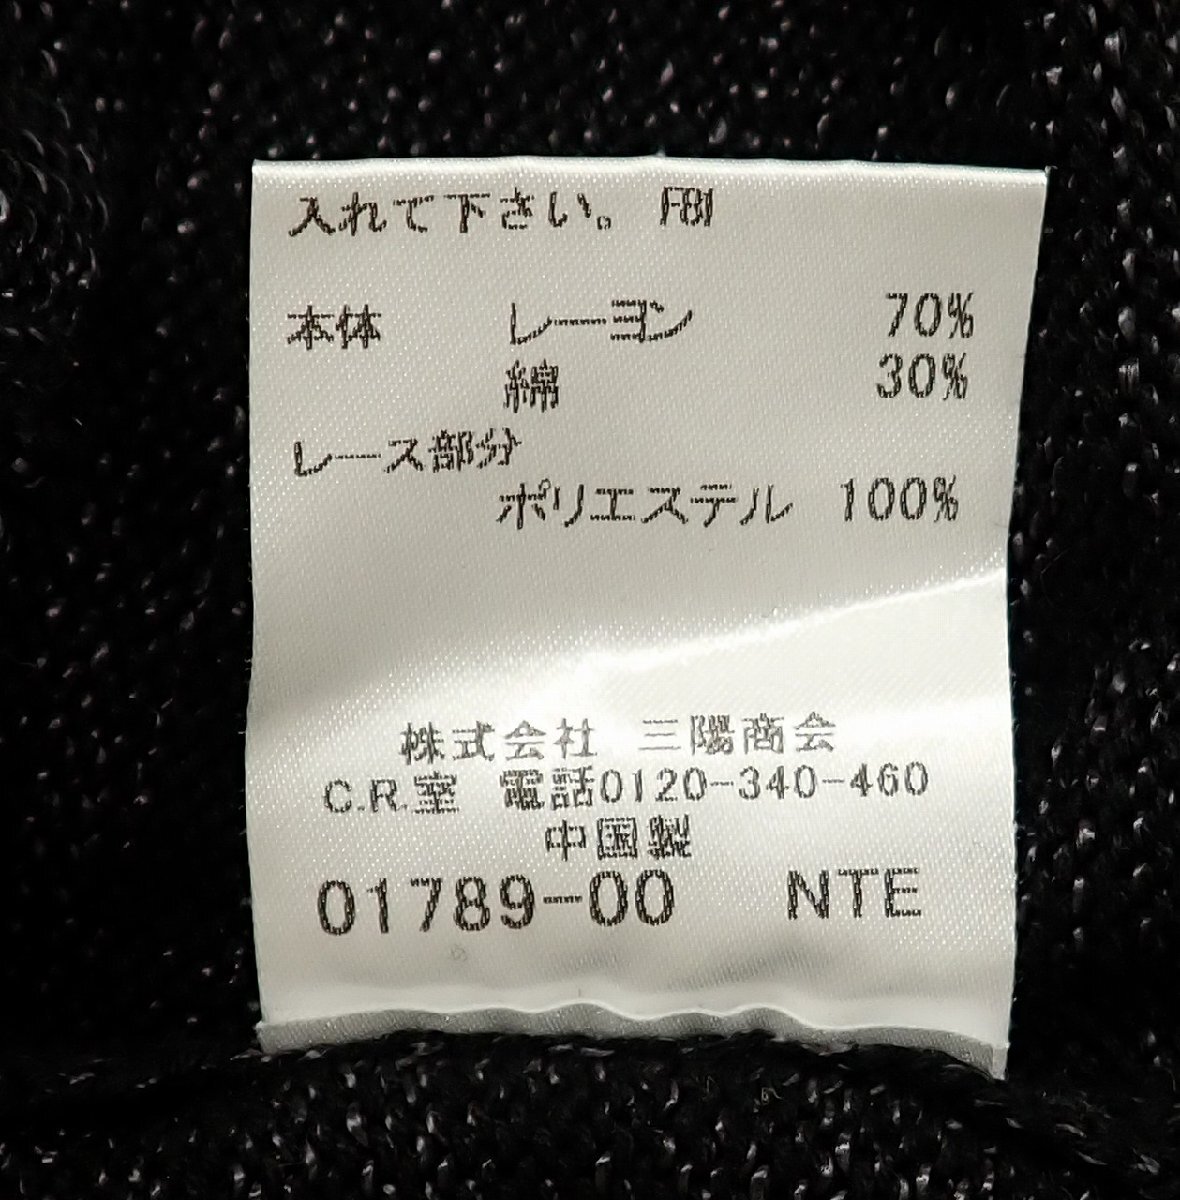 入れて下さい。 FBI
本体 レーヨン 70%
綿 30%
レース部分
ポリエステル 100%
株式会社 三陽商会
C.R.室 電話0120-340-460
中国製
01789-00 NTE